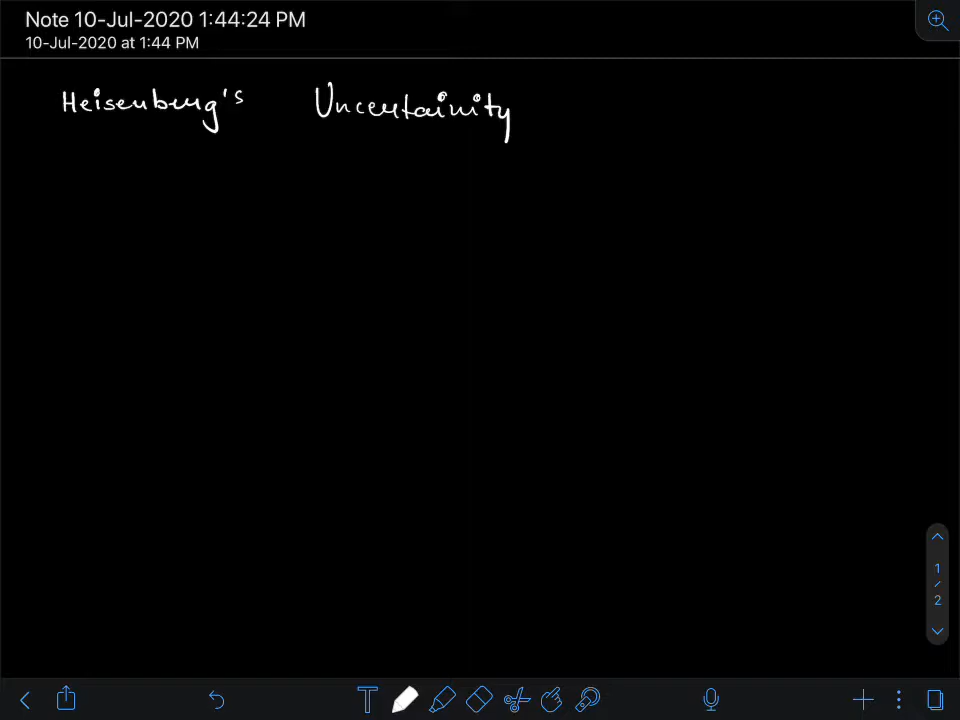 Note 10-Jul-2020 1:44:24 PM
10-Jul-2020 at 1:44 PM
Heisenberg's Uncertainity
1
/
2
T